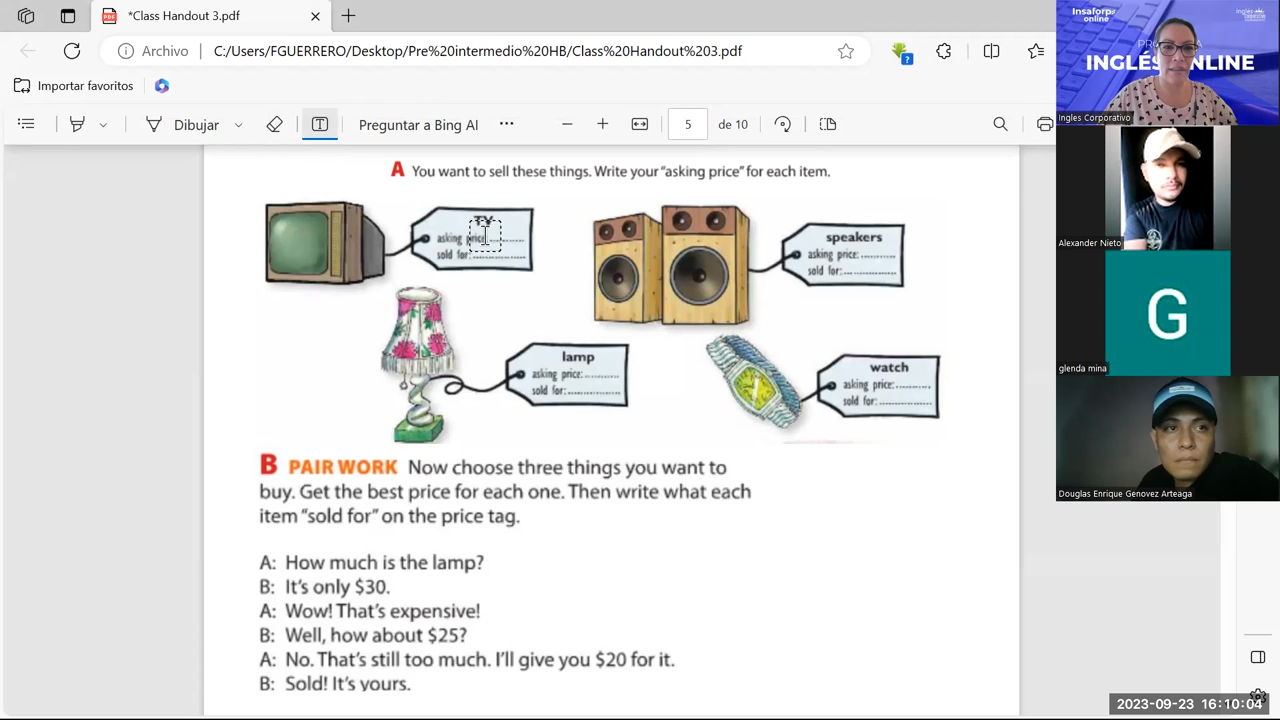 *Class Handout 3.pdf
Archivo
C:/Users/FGUERRERO/Desktop/Pre%20intermedio%20HB/Class%20Handout%203.pdf
Importar favoritos
Dibujar
Preguntar a Bing AI
5
de 10
A You want to sell these things. Write your "asking price" for each item.
TV
asking price:
sold for:
speakers
asking price:
sold for:
lamp
asking price:
sold for:
watch
asking price:
sold for:
B PAIR WORK Now choose three things you want to
buy. Get the best price for each one. Then write what each
item "sold for" on the price tag.
A: How much is the lamp?
B: It's only $30.
A: Wow! That's expensive!
B: Well, how about $25?
A: No. That's still too much. I'll give you $20 for it.
B: Sold! It's yours.
Insaforp
online
INGLÉS ONLINE
Ingles Corporativo
Alexander Nieto
G
glenda mina
Douglas Enrique Genovez Arteaga
2023-09-23 16:10:04